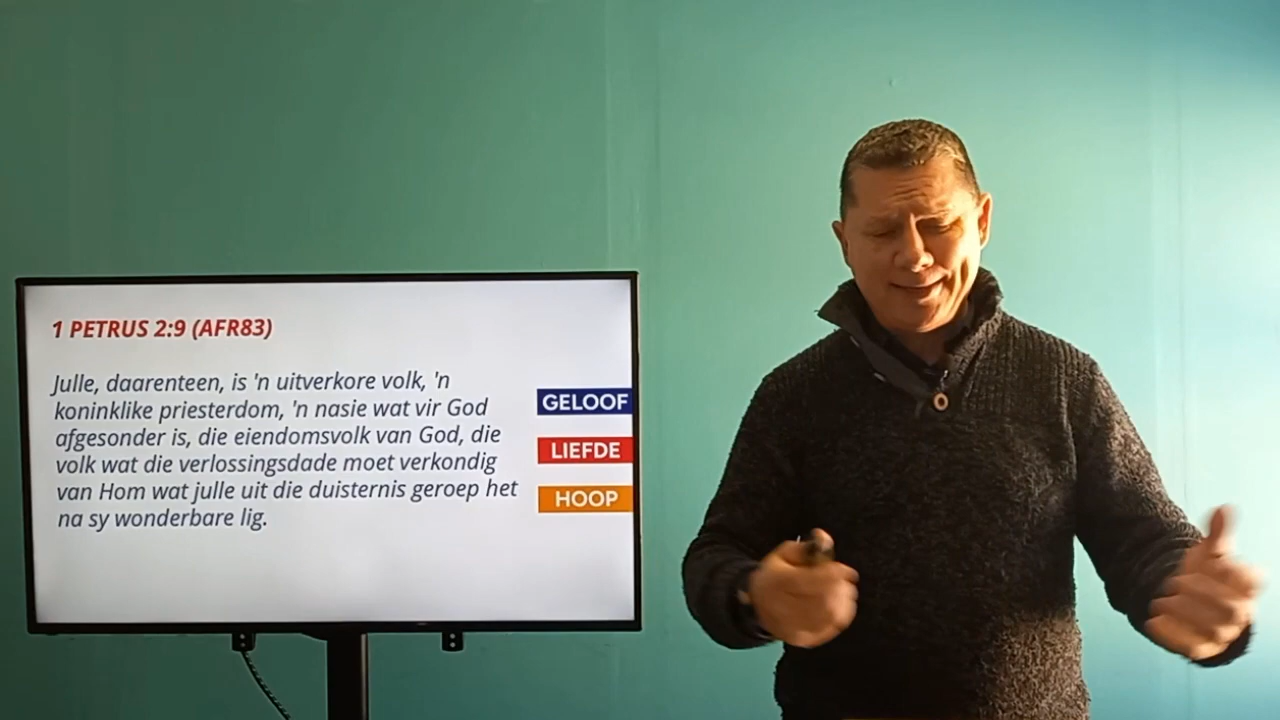 1 PETRUS 2:9 (AFR83)
Julle, daarenteen, is 'n uitverkore volk, 'n
koninklike priesterdom, 'n nasie wat vir God
afgesonder is, die eiendomsvolk van God, die
volk wat die verlossingsdade moet verkondig
van Hom wat julle uit die duisternis geroep het
na sy wonderbare lig.
GELOOF
LIEFDE
HOOP